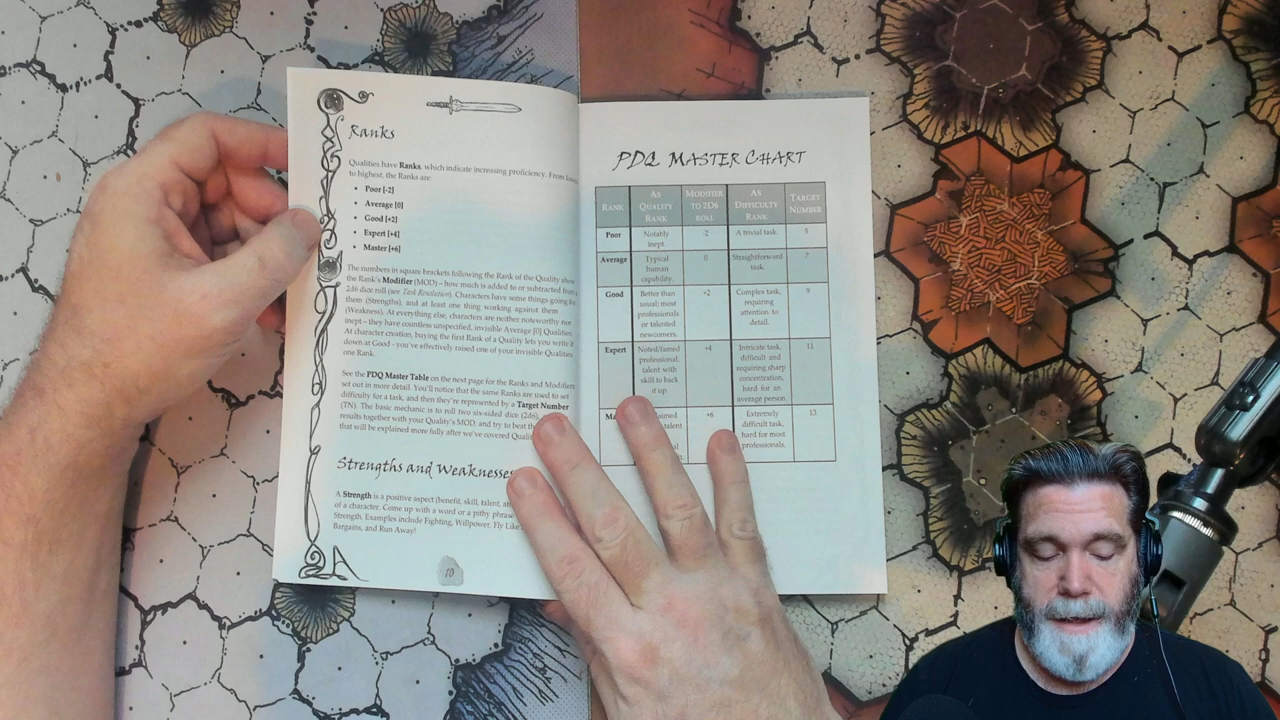 Ranks
Qualities have Ranks, which indicate increasing proficiency. From
to highest, the Ranks are
• Poor [-2]
• Average [0]
• Good [+2]
• Expert [+4]
• Master [+6]
The numbers in square brackets following the Rank of the Quality
the Rank's Modifier (MOD) – how much is added to or subtracted from
2d6 dice roll (see Task Resolution). Characters have some things going
them (Strengths), and at least one thing working against them
(Weakness). At everything else, characters are neither noteworthy nor
inept – they have countless unspecified, invisible Average [0] Qualities.
At character creation, buying the first Rank of a Quality lets you write it
down at Good – you've effectively raised one of your invisible Qualities
one Rank.
See the PDQ Master Table on the next page for the Ranks and Modifiers
set out in more detail. You'll notice that the same Ranks are used to set
difficulty for a task, and then they're represented by a Target Number
(TN). The basic mechanic is to roll two six-sided dice (2d6),
results together with your Quality's MOD, and try to beat
that will be explained more fully after we've covered
Strengths and Weaknesses
A Strength is a positive aspect (benefit, skill, talent,
of a character. Come up with a word or a pithy phrase
Strength. Examples include Fighting, Willpower, Fly
Bargains, and Run Away!
10
PDQ MASTER CHART
RANK
AS QUALITY RANK
MODIFIER TO 2D6 ROLL
AS DIFFICULTY RANK
TARGET NUMBER
Poor
Notably
inept.
-2
A trivial task.
5
Average
Typical
human
capability.
0
Straightforward
task.
7
Good
Better than
usual; most
professionals
or talented
newcomers.
+2
Complex task,
requiring
attention to
detail.
9
Expert
Noted/famed
professional,
talent with
skill to back
it up.
+4
Intricate task,
difficult and
requiring sharp
concentration,
hard for an
average person.
11
+6
Extremely
difficult task,
hard for most
professionals.
13